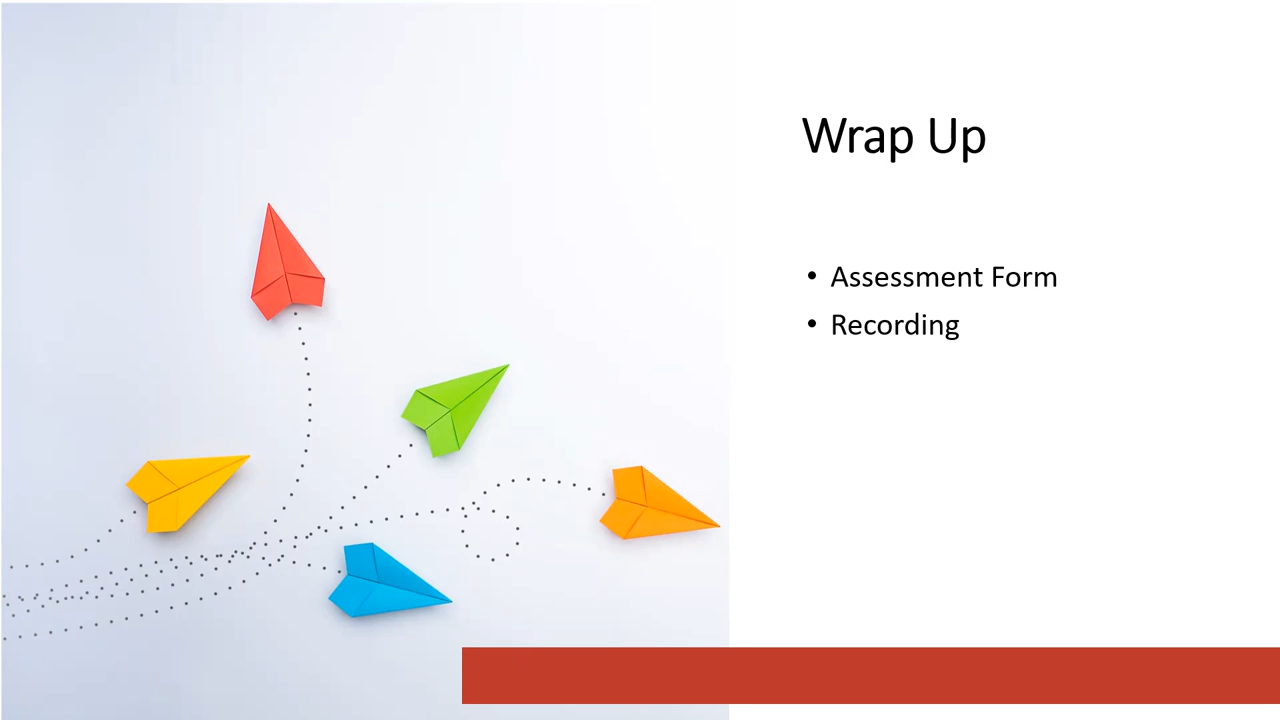 Wrap Up
• Assessment Form
• Recording